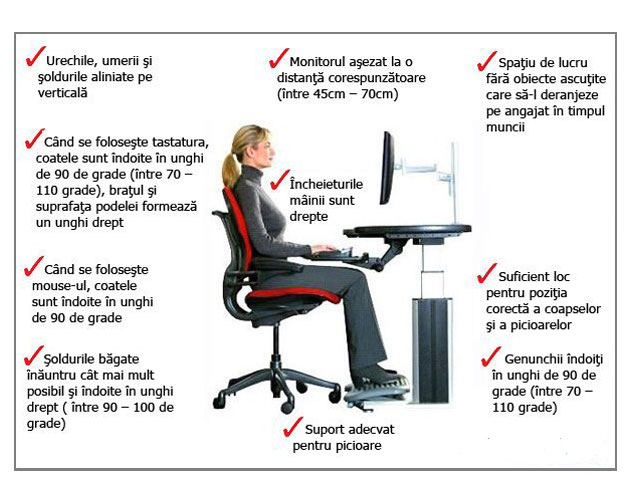 Urechile, umerii şi
şoldurile aliniate pe
verticală
Monitorul aşezat la o
distanţă corespunzătoare
(între 45cm – 70cm)
Spaţiu de lucru
fără obiecte ascuţite
care să-l deranjeze
pe angajat în timpul
muncii
Când se foloseşte tastatura,
coatele sunt îndoite în unghi
de 90 de grade (între 70 –
110 grade), braţul şi
suprafaţa podelei formează
un unghi drept
Încheieturile
mâinii sunt
drepte
Când se foloseşte
mouse-ul, coatele
sunt îndoite în unghi
de 90 de grade
Suficient loc
pentru poziţia
corectă a coapselor
şi a picioarelor
Şoldurile băgate
înăuntru cât mai mult
posibil şi îndoite în unghi
drept ( între 90 – 100 de
grade)
Genunchii îndoiţi
în unghi de 90 de
grade (între 70 –
110 grade)
Suport adecvat
pentru picioare